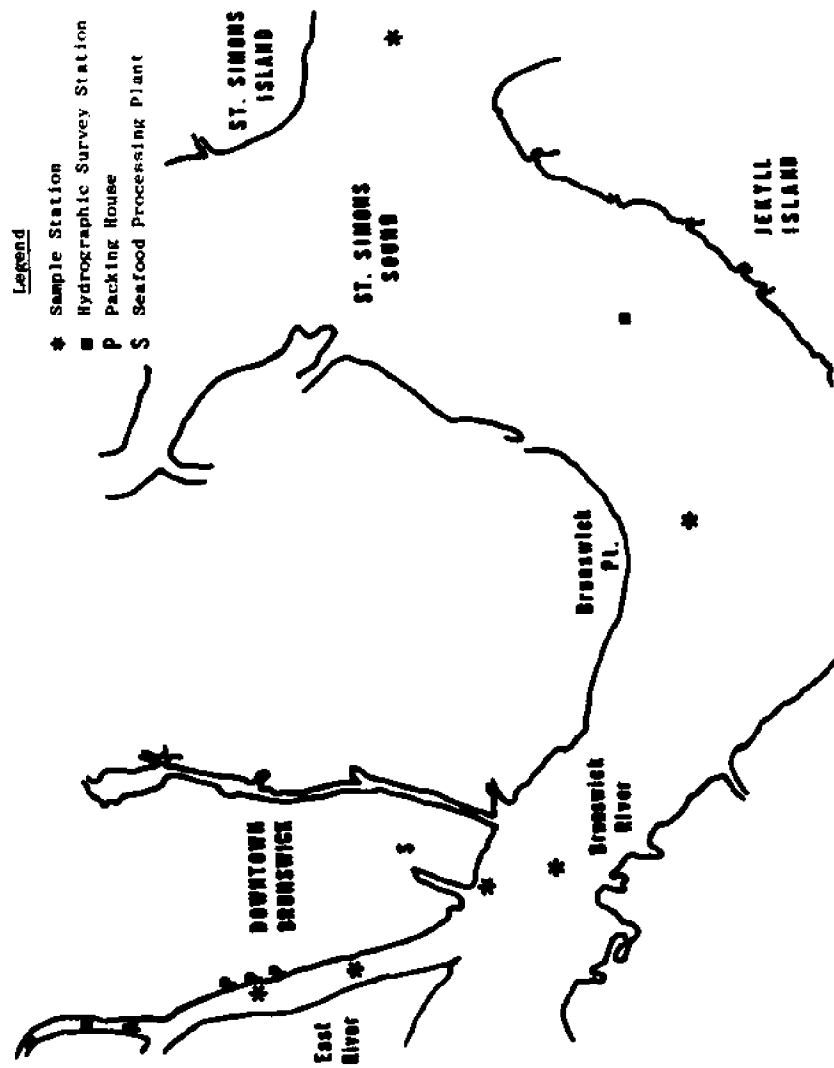 Legend
* Sample Station
■ Hydrographic Survey Station
P Packing House
S Seafood Processing Plant
ST. SIMONS
ISLAND
ST. SIMONS
SOUND
JEKYLL
ISLAND
Brunswick
Pt.
DOWNTOWN
BRUNSWICK
S
Brunswick
River
P
P
P
East
River